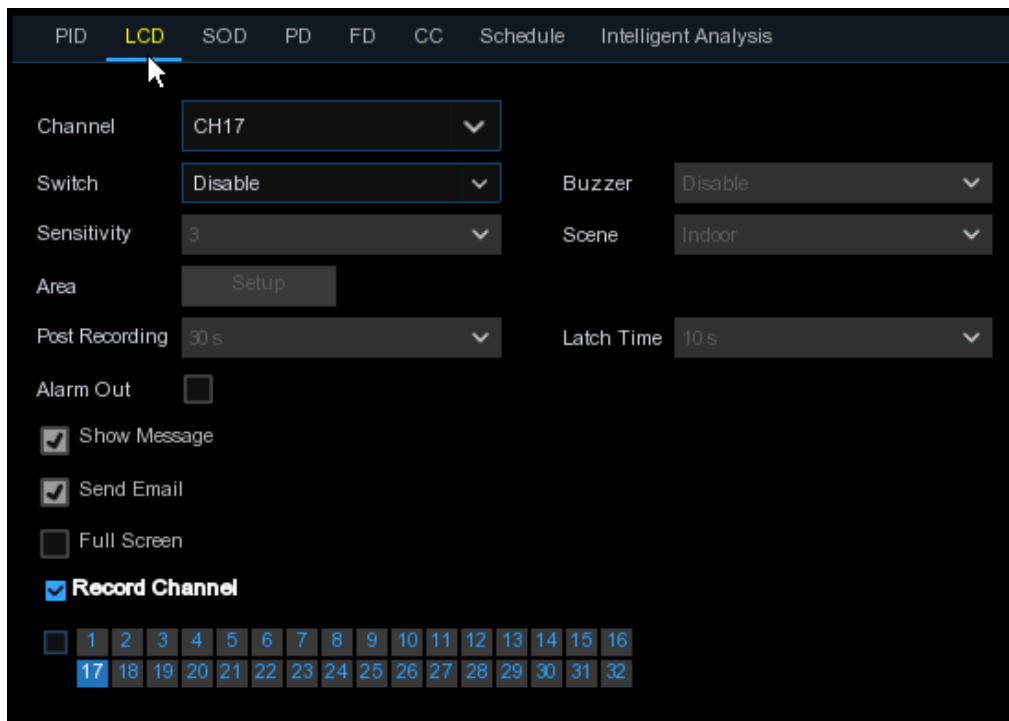 PID LCD SOD PD FD CC Schedule Intelligent Analysis
Channel CH17
Switch Disable Buzzer Disable
Sensitivity 3 Scene Indoor
Area Setup
Post Recording 30 s Latch Time 10 s
Alarm Out
Show Message
Send Email
Full Screen
Record Channel
1 2 3 4 5 6 7 8 9 10 11 12 13 14 15 16
17 18 19 20 21 22 23 24 25 26 27 28 29 30 31 32